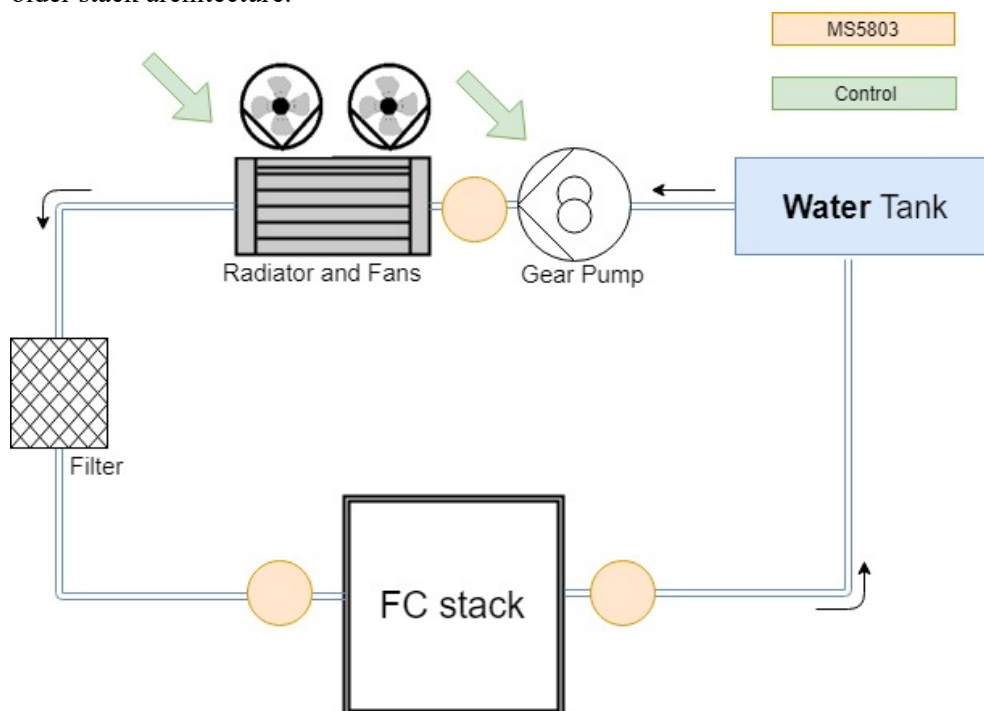 MS5803
Control
Water Tank
Radiator and Fans
Gear Pump
Filter
FC stack